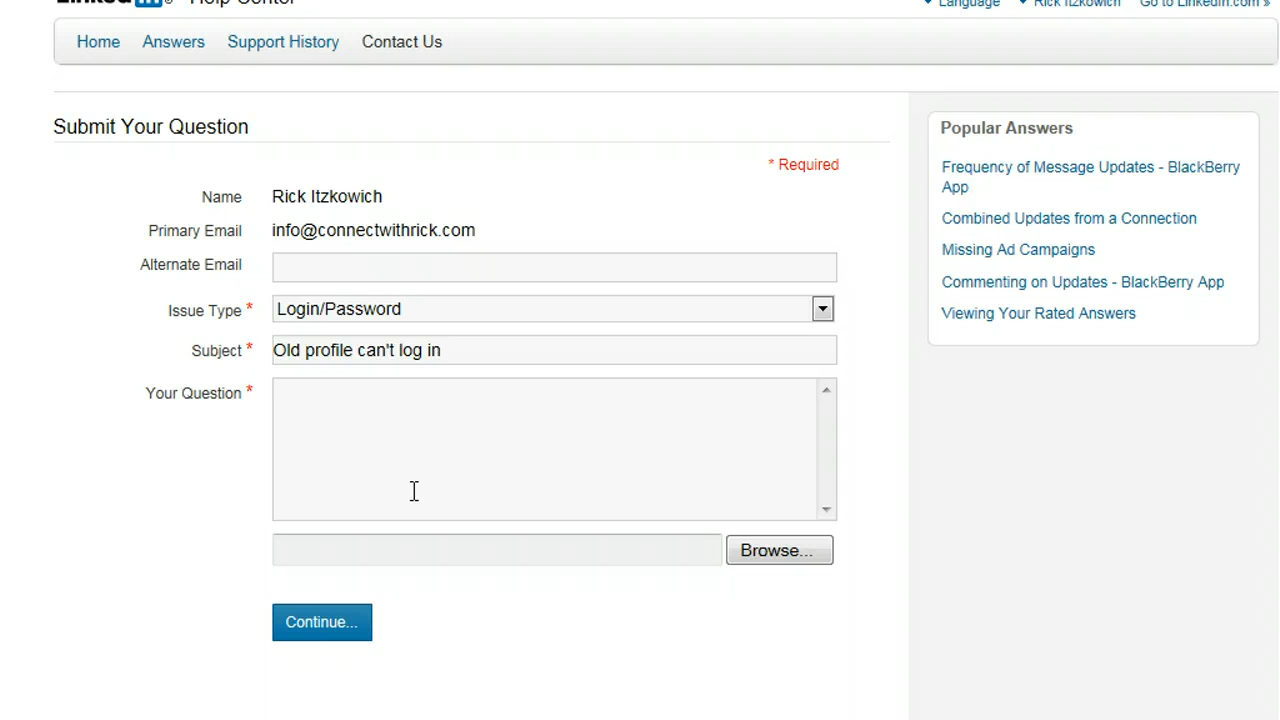 Linked in® Help Center
Language Rick Itzkowich Go to LinkedIn.com »
Home Answers Support History Contact Us
Submit Your Question
* Required
Name Rick Itzkowich
Primary Email info@connectwithrick.com
Alternate Email
Issue Type * Login/Password
Subject * Old profile can't log in
Your Question *
Browse...
Continue...
Popular Answers
Frequency of Message Updates - BlackBerry
App
Combined Updates from a Connection
Missing Ad Campaigns
Commenting on Updates - BlackBerry App
Viewing Your Rated Answers